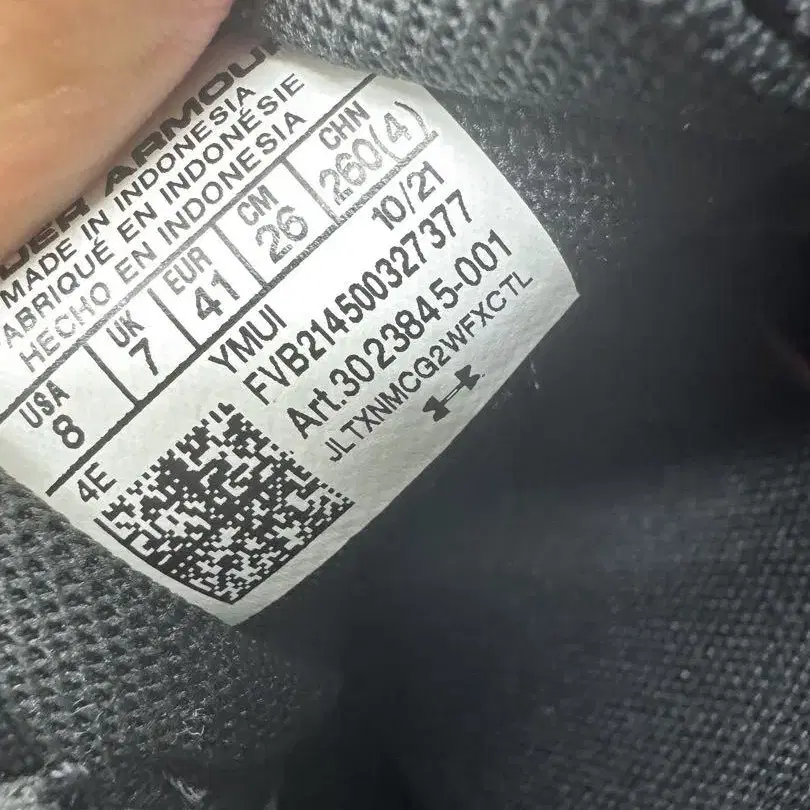 UNDER ARMOUR
MADE IN INDONESIA
FABRIQUÉ EN INDONÉSIE
HECHO EN INDONESIA
USA UK EUR CM CHN
8 7 41 26 260(4)
YMUI 10/21
FVB214500327377
Art.3023845-001
JLTXNMCG2WFXCTL
4E